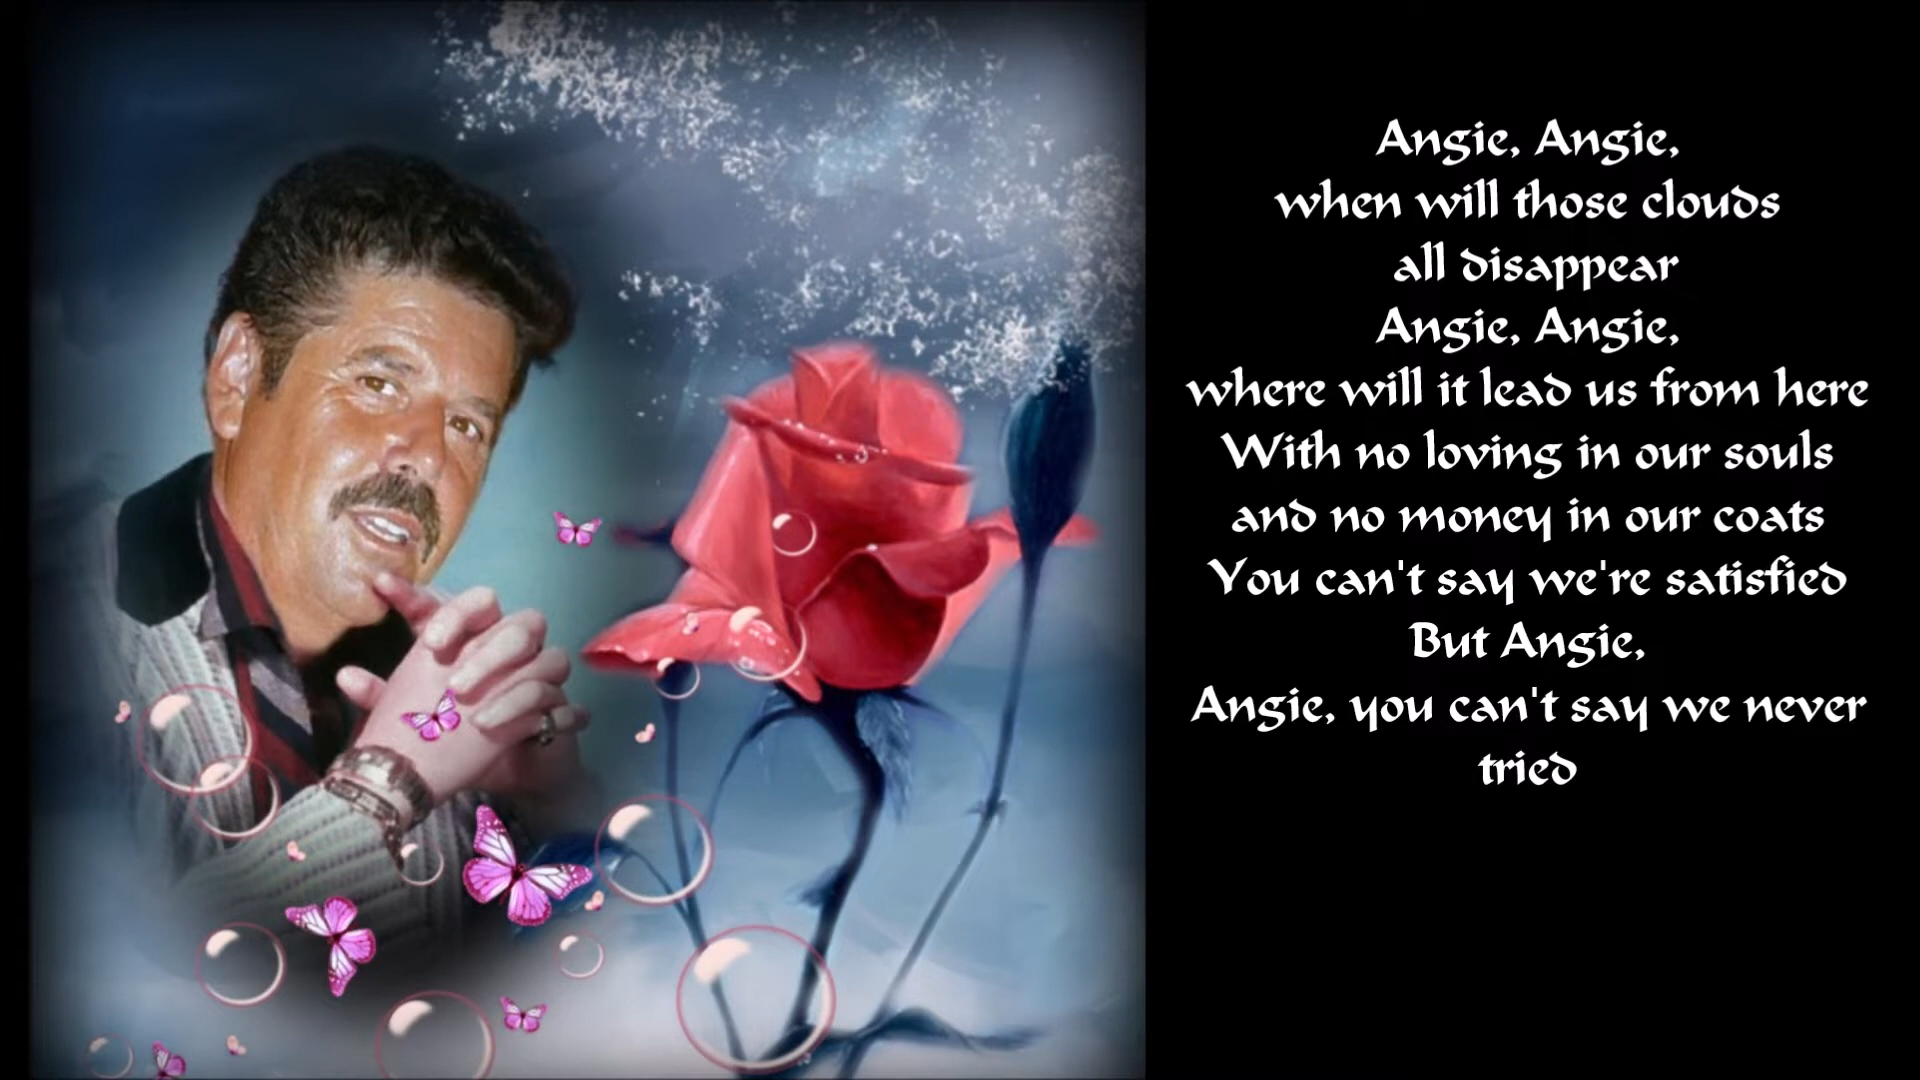 Angie, Angie,
when will those clouds
all disappear
Angie, Angie,
where will it lead us from here
With no loving in our souls
and no money in our coats
You can't say we're satisfied
But Angie,
Angie, you can't say we never
tried